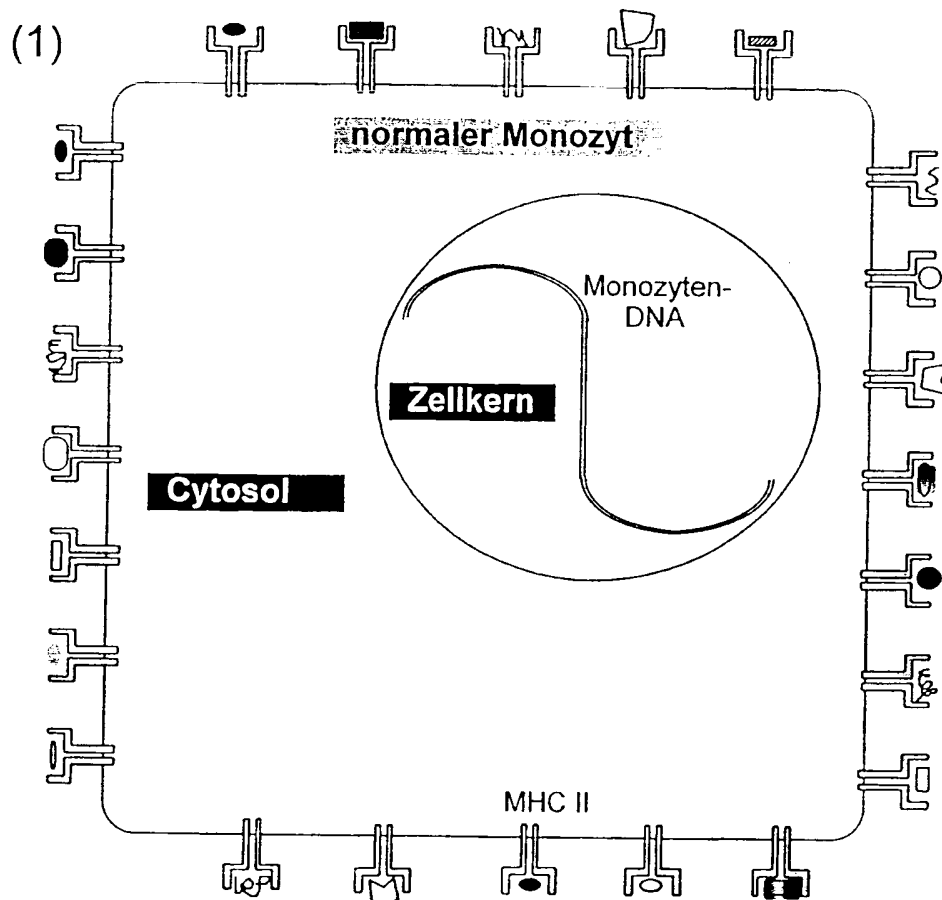 (1)
normaler Monozyt
Monozyten-
DNA
Zellkern
Cytosol
MHC II